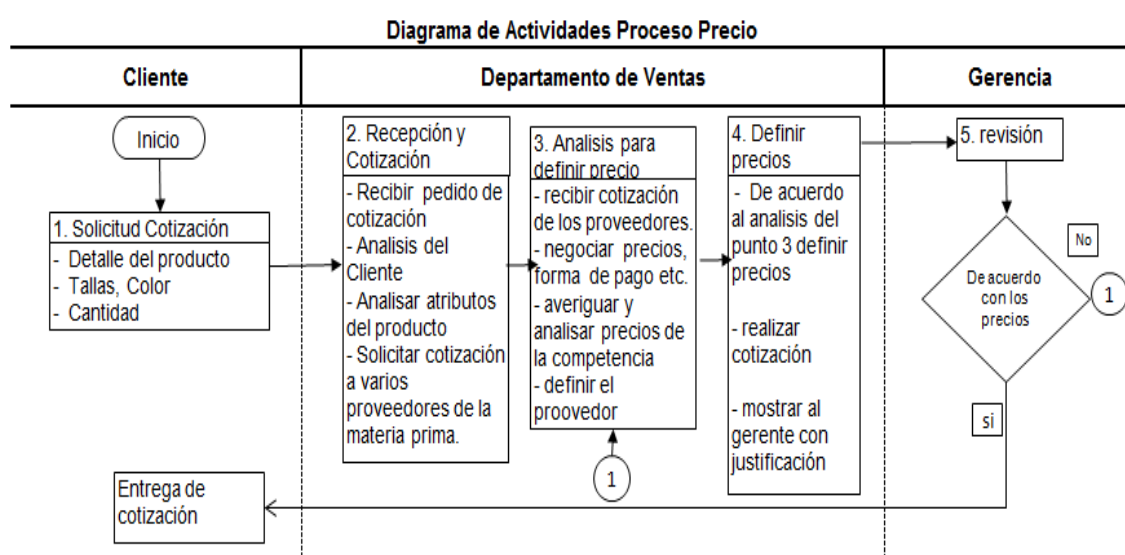 Diagrama de Actividades Proceso Precio
Cliente
Departamento de Ventas
Gerencia
Inicio
1. Solicitud Cotización
- Detalle del producto
- Tallas, Color
- Cantidad
2. Recepción y
Cotización
- Recibir pedido de
cotización
- Analisis del
Cliente
- Analisar atributos
del producto
- Solicitar cotización
a varios
proveedores de la
materia prima.
3. Analisis para
definir precio
- recibir cotización
de los proveedores.
- negociar precios,
forma de pago etc.
- averiguar y
analisar precios de
la competencia
- definir el
proovedor
1
4. Definir
precios
- De acuerdo
al analisis del
punto 3 definir
precios
- realizar
cotización
- mostrar al
gerente con
justificación
5. revisión
De acuerdo
con los
precios
No
1
si
Entrega de
cotización